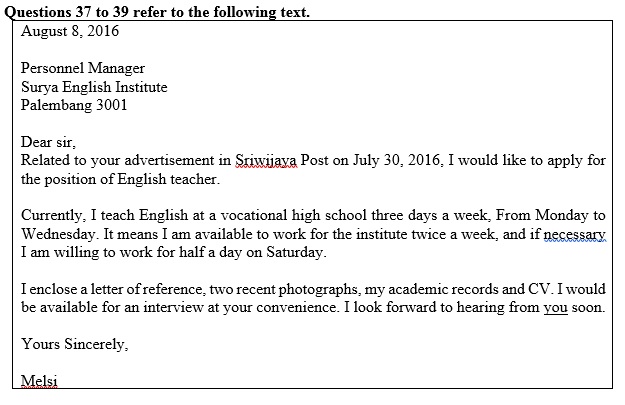 Questions 37 to 39 refer to the following text.
August 8, 2016
Personnel Manager
Surya English Institute
Palembang 3001
Dear sir,
Related to your advertisement in Sriwijaya Post on July 30, 2016, I would like to apply for
the position of English teacher.
Currently, I teach English at a vocational high school three days a week, From Monday to
Wednesday. It means I am available to work for the institute twice a week, and if necessary
I am willing to work for half a day on Saturday.
I enclose a letter of reference, two recent photographs, my academic records and CV. I would
be available for an interview at your convenience. I look forward to hearing from you soon.
Yours Sincerely,
Melsi